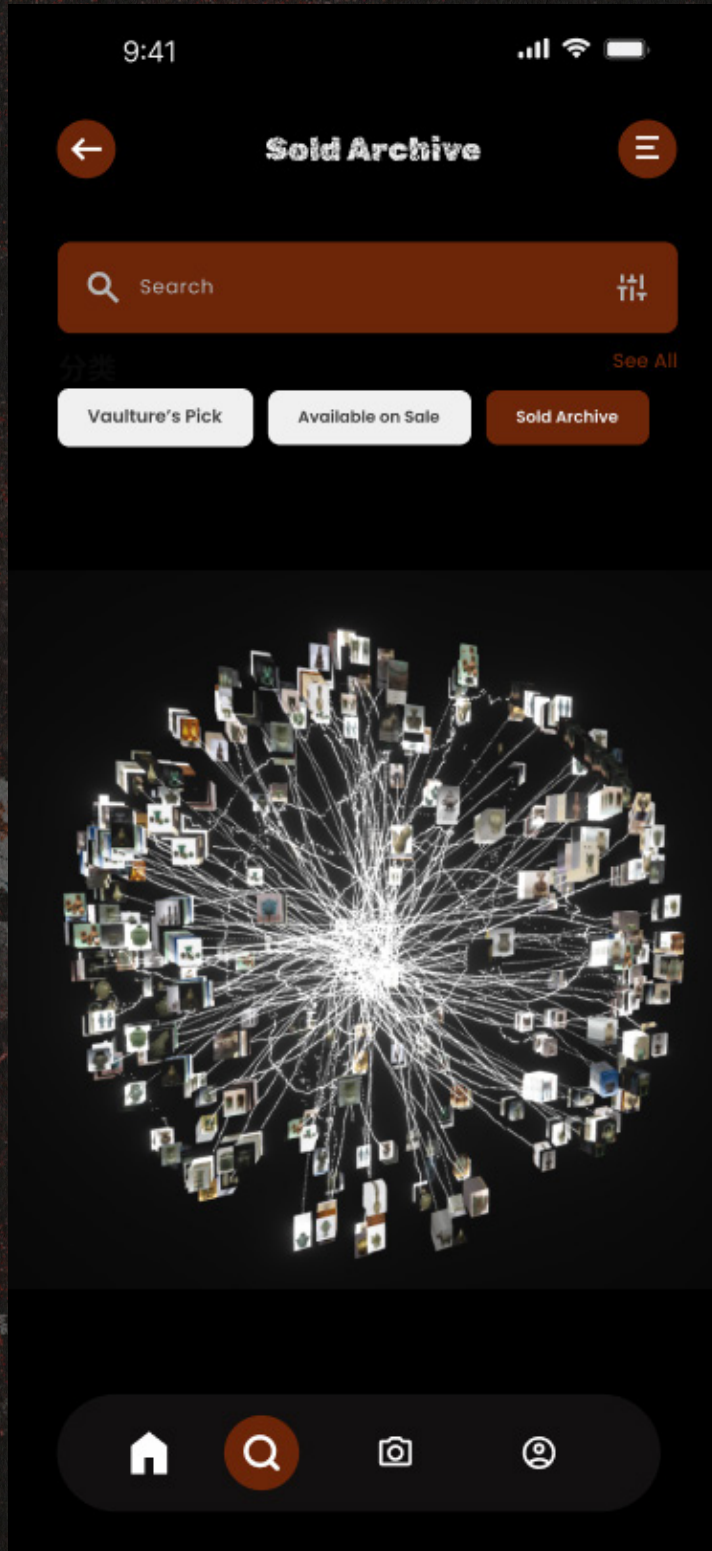 9:41
Sold Archive
Search
分类
See All
Vaulture's Pick
Available on Sale
Sold Archive